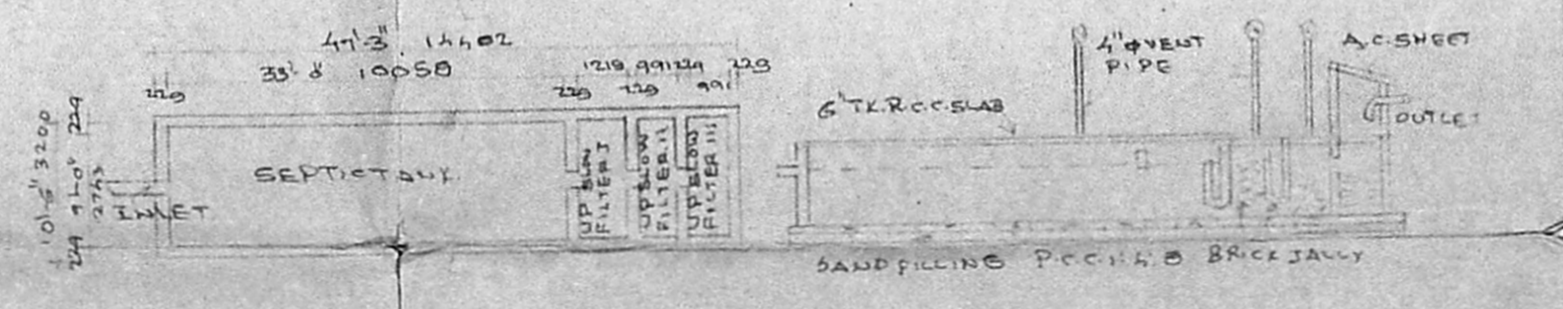 47'-3" 14402
33'-0" 10058
1219 991 229 229
229
229
229
991
10'-6" 3200
229
9'-0"
2743
229
INLET
SEPTIC TANK
UP FLOW
FILTER I
UP FLOW
FILTER II
UP FLOW
FILTER III
6" TK. R.C.C. SLAB
4" Φ VENT
PIPE
A.C. SHEET
OUTLET
SAND FILLING P.C.C. 1:4:8 BRICK JALLY